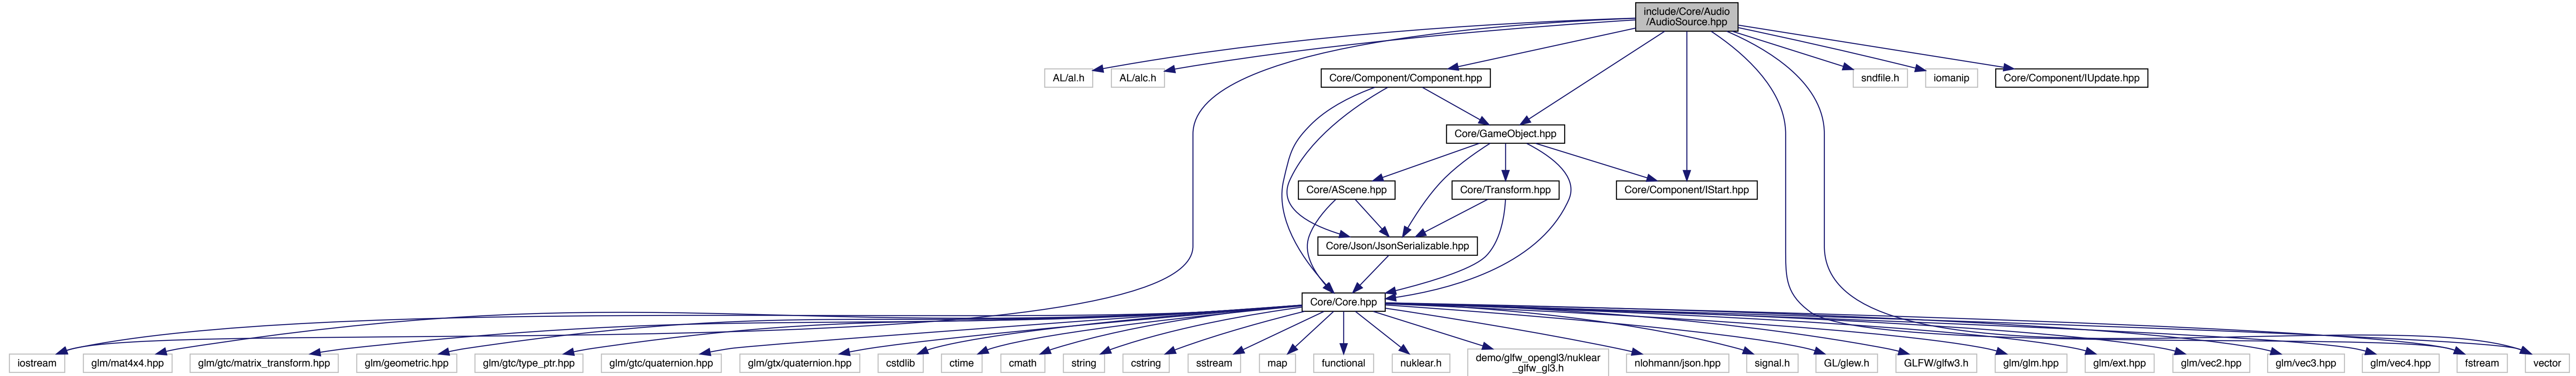 include/Core/Audio
/AudioSource.hpp
AL/al.h
AL/alc.h
Core/Component/Component.hpp
sndfile.h
iomanip
Core/Component/IUpdate.hpp
Core/GameObject.hpp
Core/AScene.hpp
Core/Transform.hpp
Core/Component/IStart.hpp
Core/Json/JsonSerializable.hpp
Core/Core.hpp
iostream
glm/mat4x4.hpp
glm/gtc/matrix_transform.hpp
glm/geometric.hpp
glm/gtc/type_ptr.hpp
glm/gtc/quaternion.hpp
glm/gtx/quaternion.hpp
cstdlib
ctime
cmath
string
cstring
sstream
map
functional
nuklear.h
demo/glfw_opengl3/nuklear
_glfw_gl3.h
nlohmann/json.hpp
signal.h
GL/glew.h
GLFW/glfw3.h
glm/glm.hpp
glm/ext.hpp
glm/vec2.hpp
glm/vec3.hpp
glm/vec4.hpp
fstream
vector